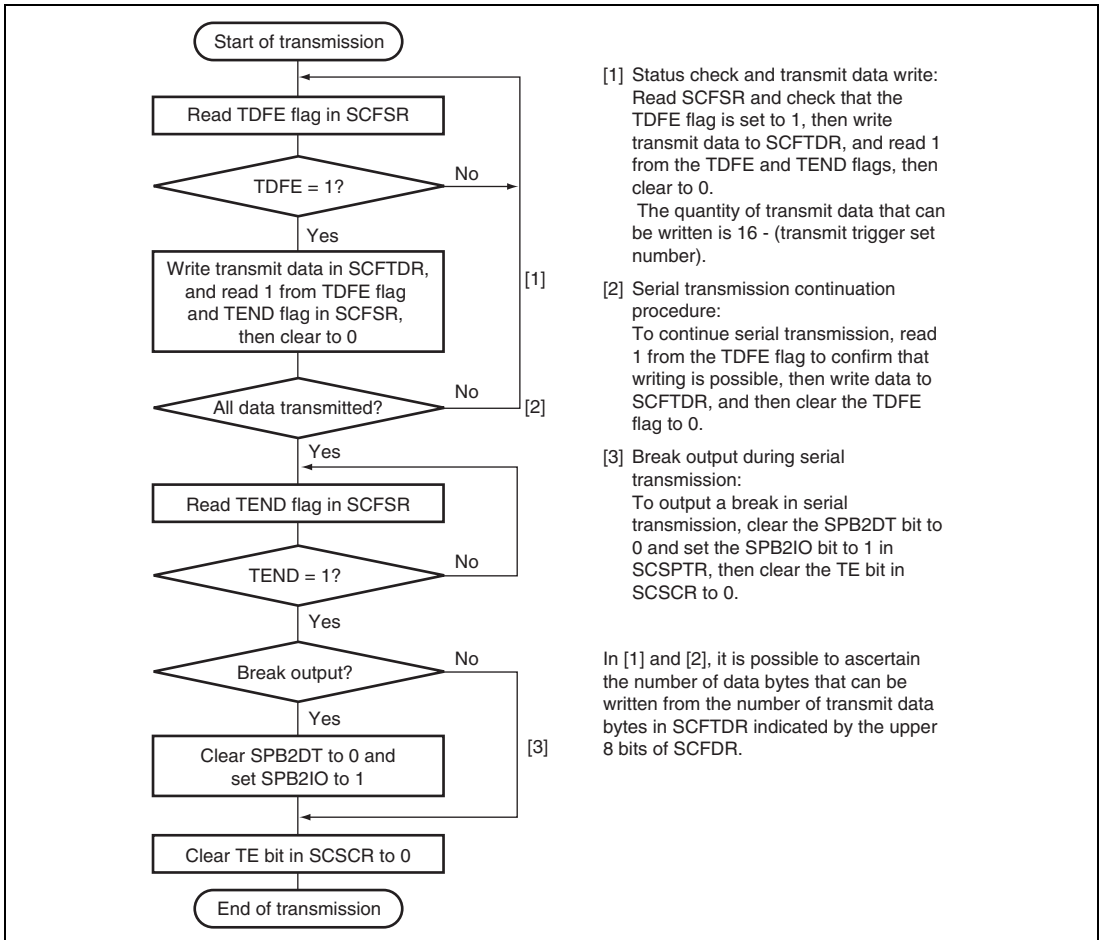 Start of transmission
Read TDFE flag in SCFSR
TDFE = 1?
No
Yes
Write transmit data in SCFTDR,
and read 1 from TDFE flag
and TEND flag in SCFSR,
then clear to 0
[1]
All data transmitted?
No
[2]
Yes
Read TEND flag in SCFSR
TEND = 1?
No
Yes
Break output?
No
Yes
Clear SPB2DT to 0 and
set SPB2IO to 1
[3]
Clear TE bit in SCSCR to 0
End of transmission
[1] Status check and transmit data write:
Read SCFSR and check that the
TDFE flag is set to 1, then write
transmit data to SCFTDR, and read 1
from the TDFE and TEND flags, then
clear to 0.
The quantity of transmit data that can
be written is 16 - (transmit trigger set
number).
[2] Serial transmission continuation
procedure:
To continue serial transmission, read
1 from the TDFE flag to confirm that
writing is possible, then write data to
SCFTDR, and then clear the TDFE
flag to 0.
[3] Break output during serial
transmission:
To output a break in serial
transmission, clear the SPB2DT bit to
0 and set the SPB2IO bit to 1 in
SCSPTR, then clear the TE bit in
SCSCR to 0.
In [1] and [2], it is possible to ascertain
the number of data bytes that can be
written from the number of transmit data
bytes in SCFTDR indicated by the upper
8 bits of SCFDR.